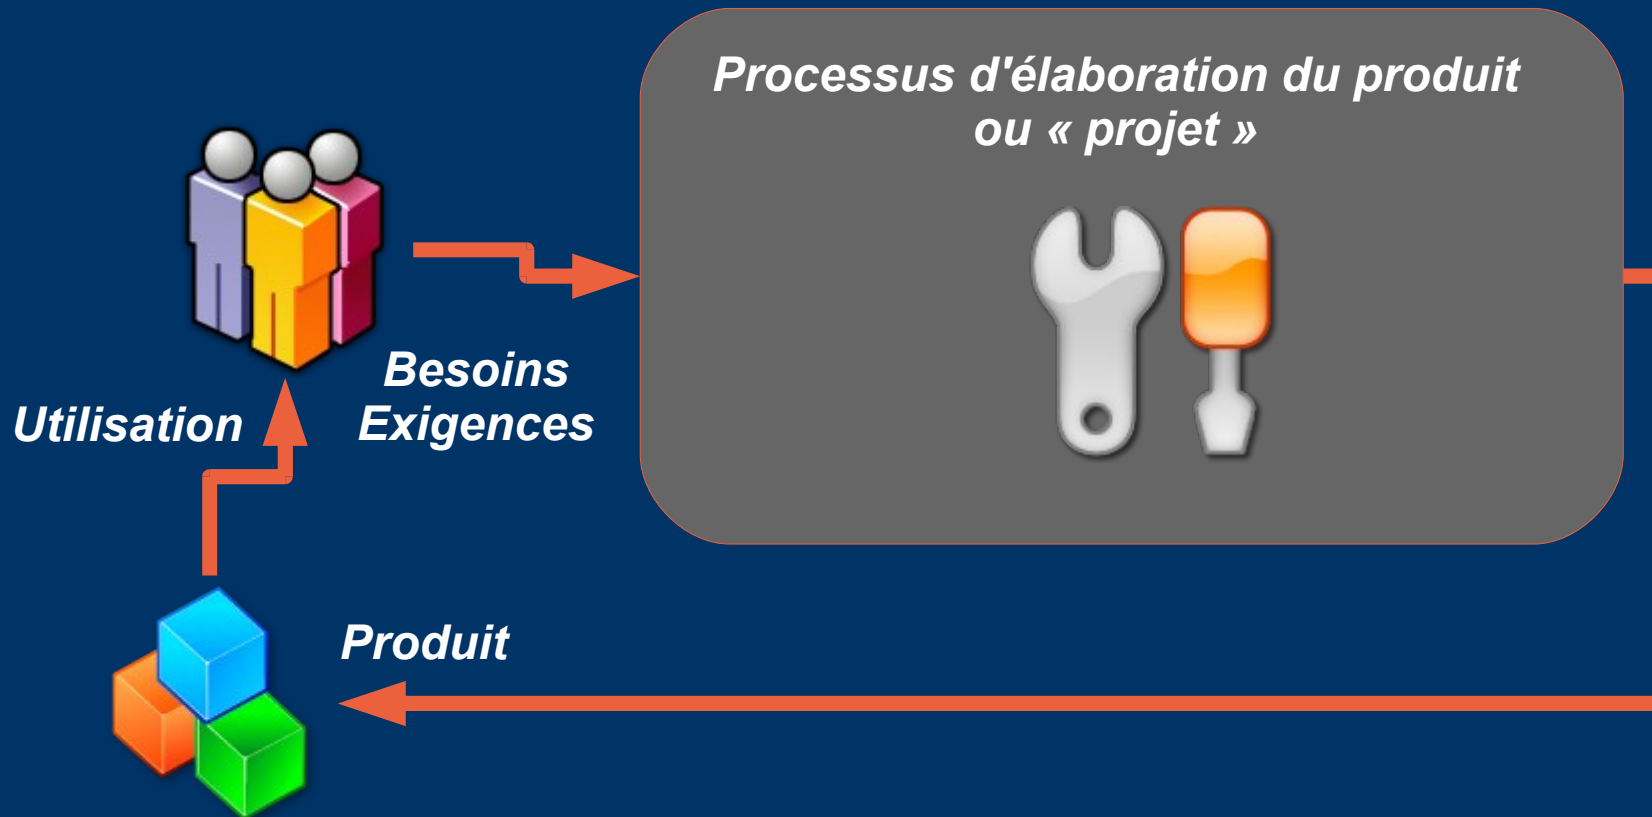 Processus d'élaboration du produit
ou « projet »
Besoins
Exigences
Utilisation
Produit